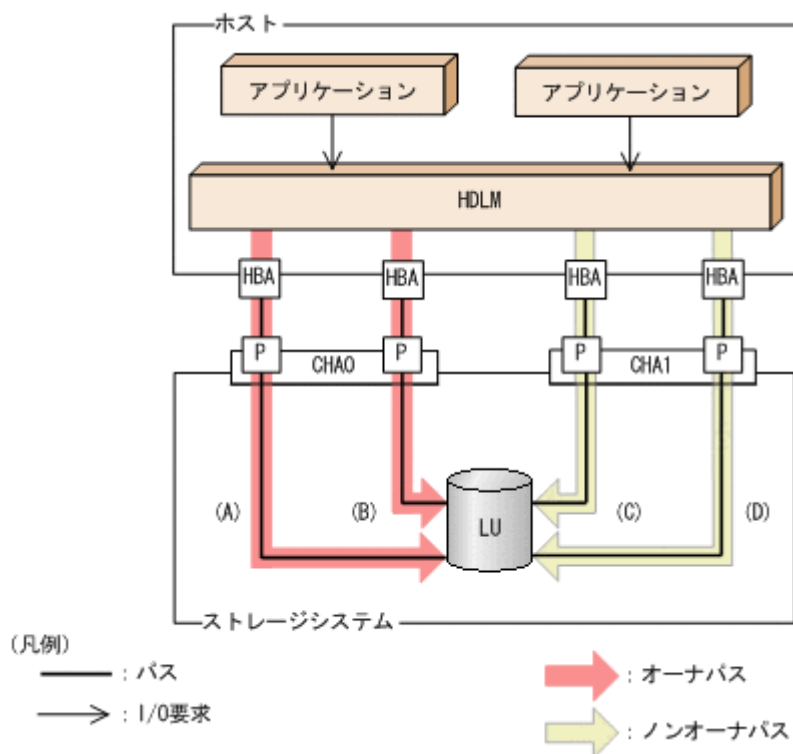 ホスト
アプリケーション
アプリケーション
HDLM
HBA
HBA
HBA
HBA
P
P
P
P
CHA0
CHA1
(A)
(B)
(C)
(D)
LU
ストレージシステム
(凡例)
: パス
: I/O要求
: オーナパス
: ノンオーナパス